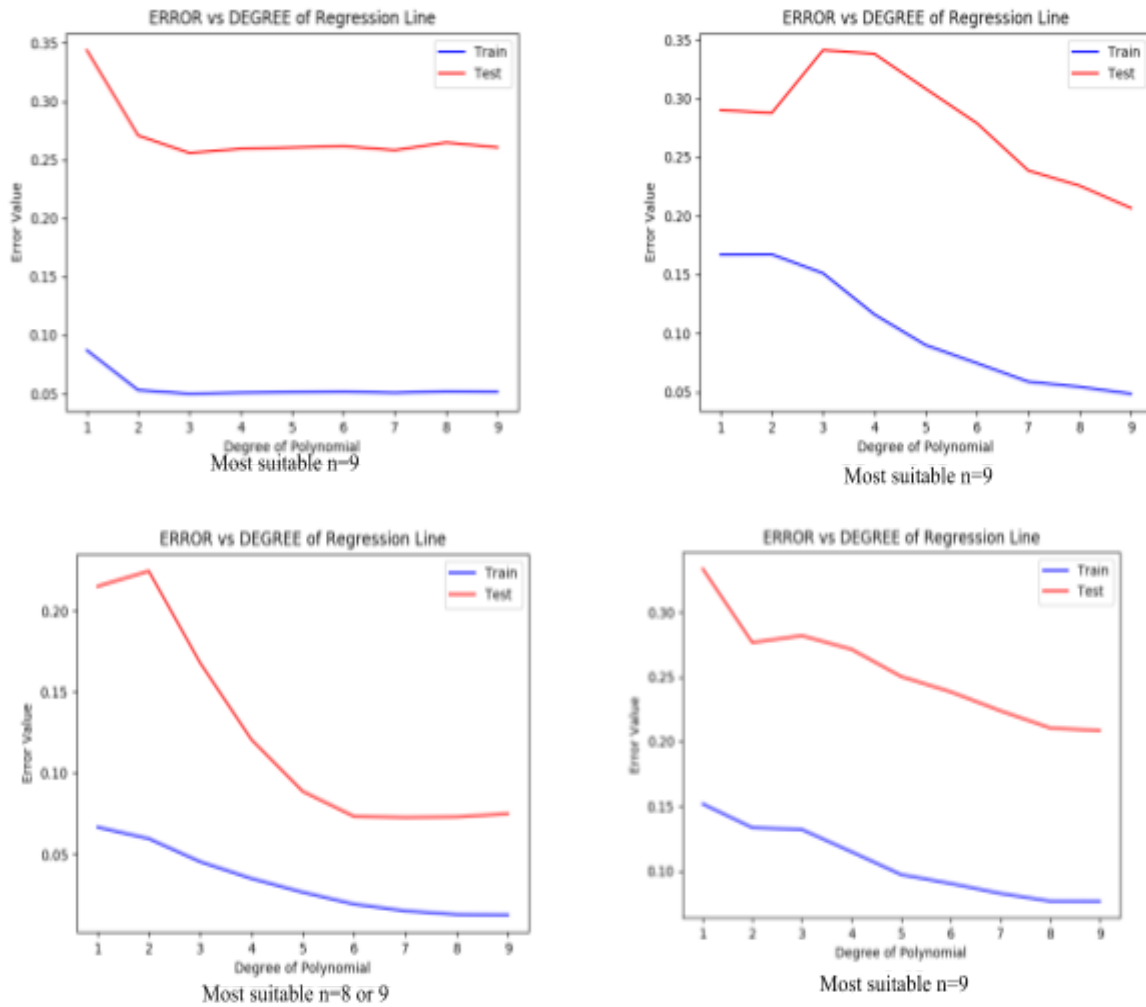 ERROR vs DEGREE of Regression Line
0.35
0.30
0.25
0.20
0.15
0.10
0.05
Error Value
Train
Test
1 2 3 4 5 6 7 8 9
Degree of Polynomial
Most suitable n=9
ERROR vs DEGREE of Regression Line
0.35
0.30
0.25
0.20
0.15
0.10
0.05
Error Value
Train
Test
1 2 3 4 5 6 7 8 9
Degree of Polynomial
Most suitable n=9
ERROR vs DEGREE of Regression Line
0.20
0.15
0.10
0.05
Error Value
Train
Test
1 2 3 4 5 6 7 8 9
Degree of Polynomial
Most suitable n=8 or 9
ERROR vs DEGREE of Regression Line
0.30
0.25
0.20
0.15
0.10
Error Value
Train
Test
1 2 3 4 5 6 7 8 9
Degree of Polynomial
Most suitable n=9